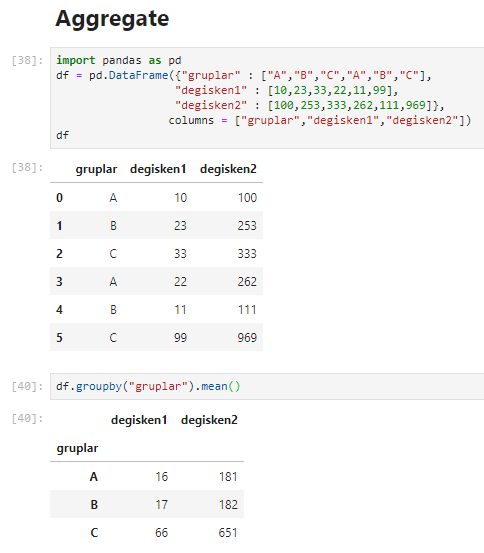 Aggregate
[38]: import pandas as pd
df = pd.DataFrame({"gruplar" : ["A","B","C","A","B","C"],
"degisken1" : [10,23,33,22,11,99],
"degisken2" : [100,253,333,262,111,969]},
columns = ["gruplar","degisken1","degisken2"])
df
[38]: gruplar degisken1 degisken2
0 A 10 100
1 B 23 253
2 C 33 333
3 A 22 262
4 B 11 111
5 C 99 969
[40]: df.groupby("gruplar").mean()
[40]: degisken1 degisken2
gruplar
A 16 181
B 17 182
C 66 651